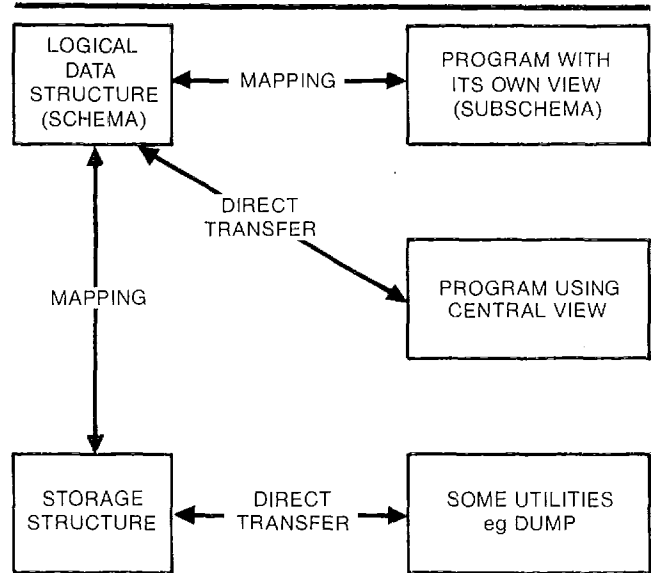 LOGICAL
DATA
STRUCTURE
(SCHEMA)
MAPPING
PROGRAM WITH
ITS OWN VIEW
(SUBSCHEMA)
DIRECT
TRANSFER
MAPPING
PROGRAM USING
CENTRAL VIEW
STORAGE
STRUCTURE
DIRECT
TRANSFER
SOME UTILITIES
eg DUMP